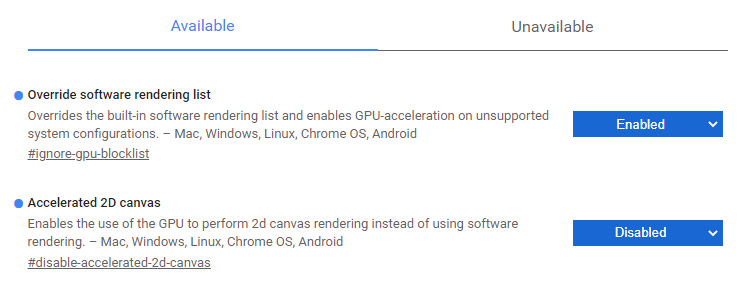 Available
Unavailable
Override software rendering list
Overrides the built-in software rendering list and enables GPU-acceleration on unsupported
system configurations. – Mac, Windows, Linux, Chrome OS, Android
Enabled
#ignore-gpu-blocklist
Accelerated 2D canvas
Enables the use of the GPU to perform 2d canvas rendering instead of using software
rendering. – Mac, Windows, Linux, Chrome OS, Android
Disabled
#disable-accelerated-2d-canvas